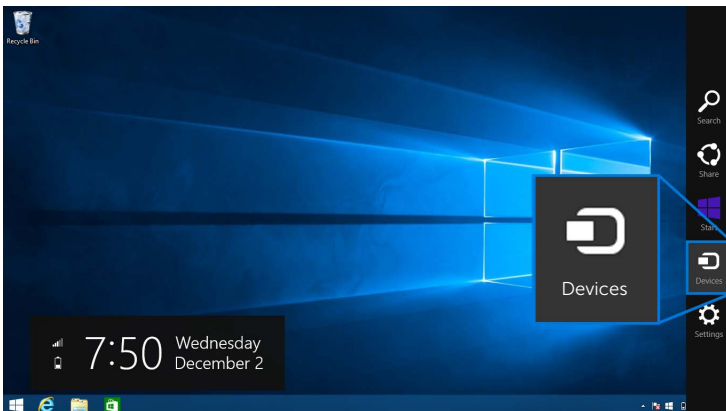 Recycle Bin
Search
Share
Start
Devices
Devices
Settings
7:50
Wednesday
December 2